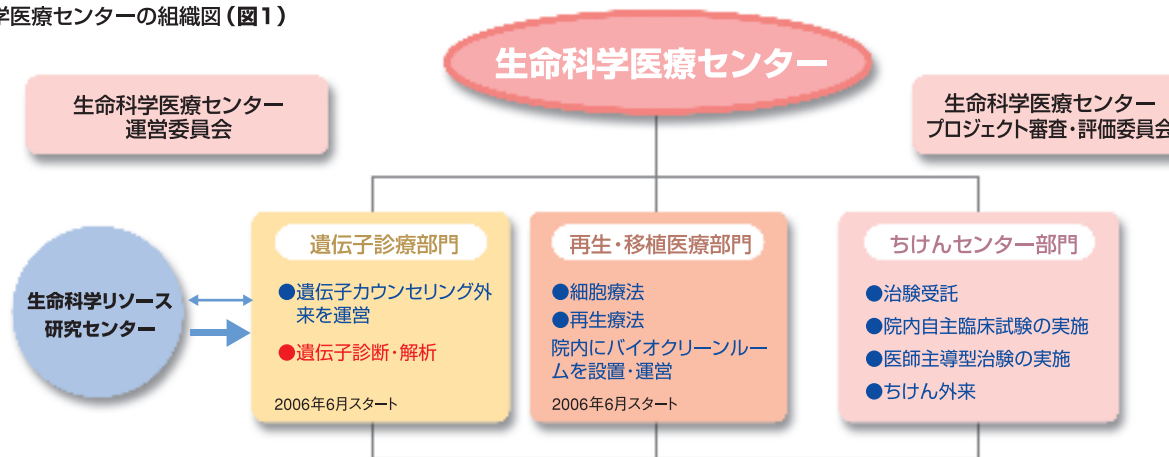 学医療センターの組織図（図1）
生命科学医療センター
生命科学医療センター
運営委員会
生命科学医療センター
プロジェクト審査・評価委員会
遺伝子診療部門
●遺伝子カウンセリング外
来を運営
●遺伝子診断・解析
2006年6月スタート
再生・移植医療部門
●細胞療法
●再生療法
院内にバイオクリーンルー
ムを設置・運営
2006年6月スタート
ちけんセンター部門
●治験受託
●院内自主臨床試験の実施
●医師主導型治験の実施
●ちけん外来
生命科学リソース
研究センター